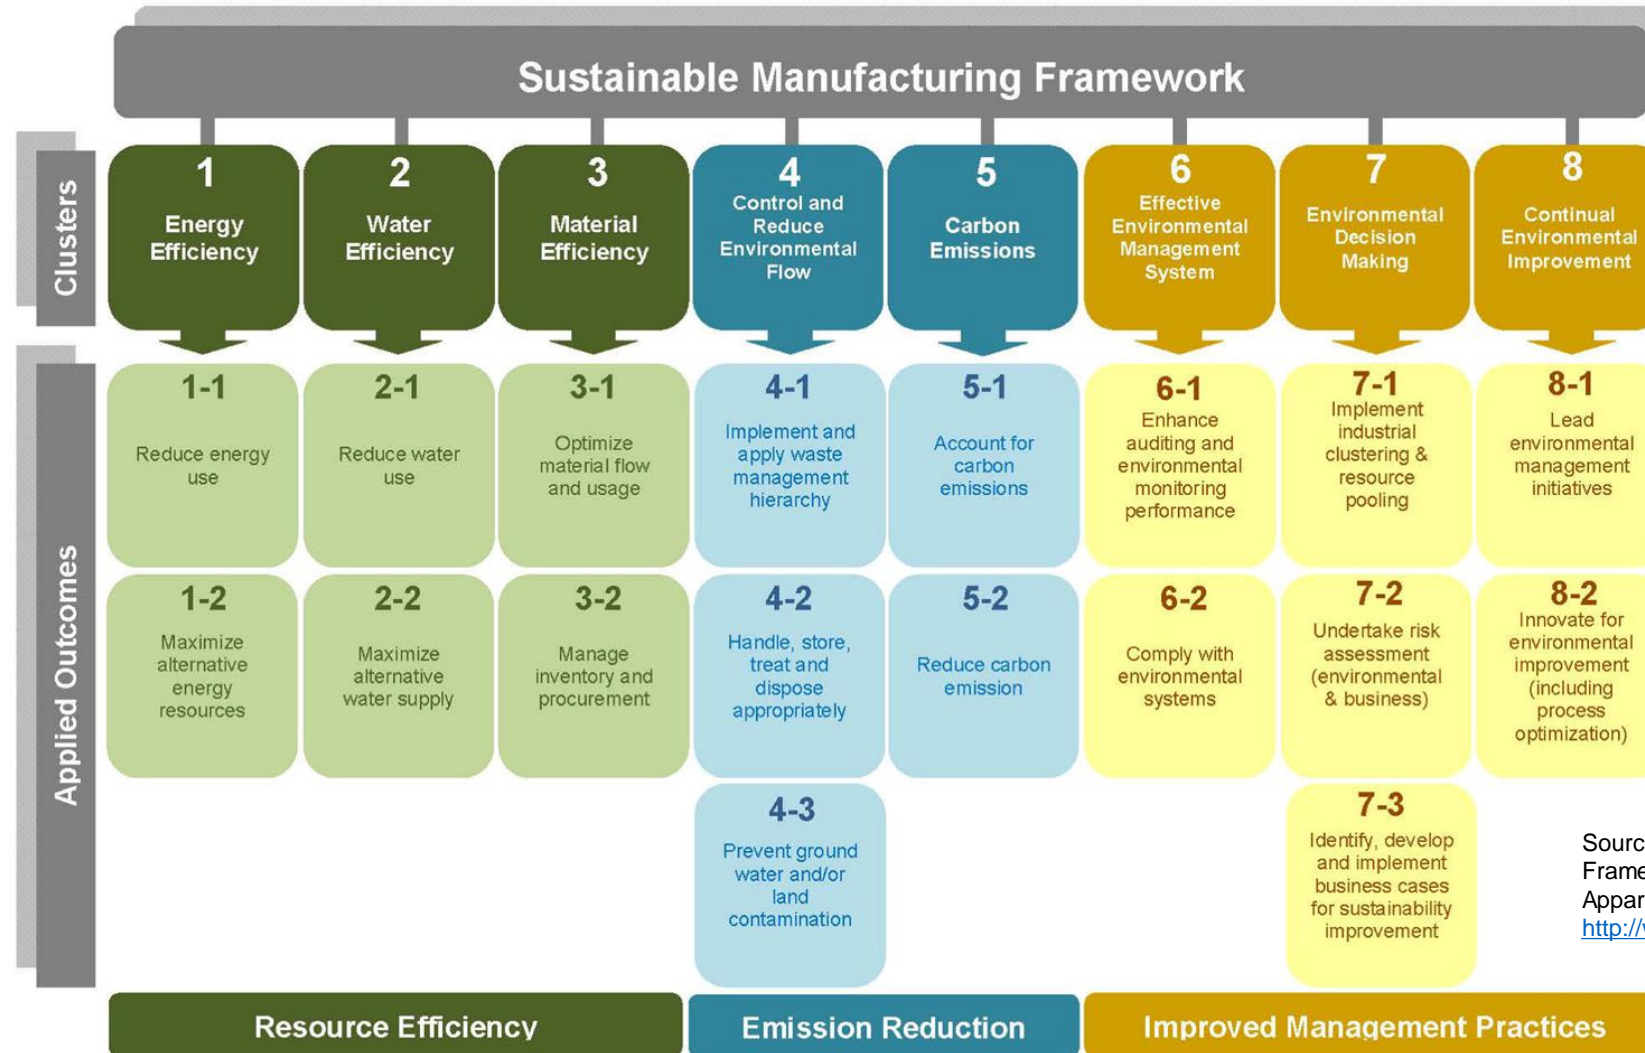 Sustainable Manufacturing Framework
Clusters
1
Energy
Efficiency
2
Water
Efficiency
3
Material
Efficiency
4
Control and
Reduce
Environmental
Flow
5
Carbon
Emissions
6
Effective
Environmental
Management
System
7
Environmental
Decision
Making
8
Continual
Environmental
Improvement
Applied Outcomes
1-1
Reduce energy
use
2-1
Reduce water
use
3-1
Optimize
material flow
and usage
4-1
Implement and
apply waste
management
hierarchy
5-1
Account for
carbon
emissions
6-1
Enhance
auditing and
environmental
monitoring
performance
7-1
Implement
industrial
clustering &
resource
pooling
8-1
Lead
environmental
management
initiatives
1-2
Maximize
alternative
energy
resources
2-2
Maximize
alternative
water supply
3-2
Manage
inventory and
procurement
4-2
Handle, store,
treat and
dispose
appropriately
5-2
Reduce carbon
emission
6-2
Comply with
environmental
systems
7-2
Undertake risk
assessment
(environmental
& business)
8-2
Innovate for
environmental
improvement
(including
process
optimization)
4-3
Prevent ground
water and/or
land
contamination
7-3
Identify, develop
and implement
business cases
for sustainability
improvement
Sourc
Frame
Appar
http://
Resource Efficiency
Emission Reduction
Improved Management Practices